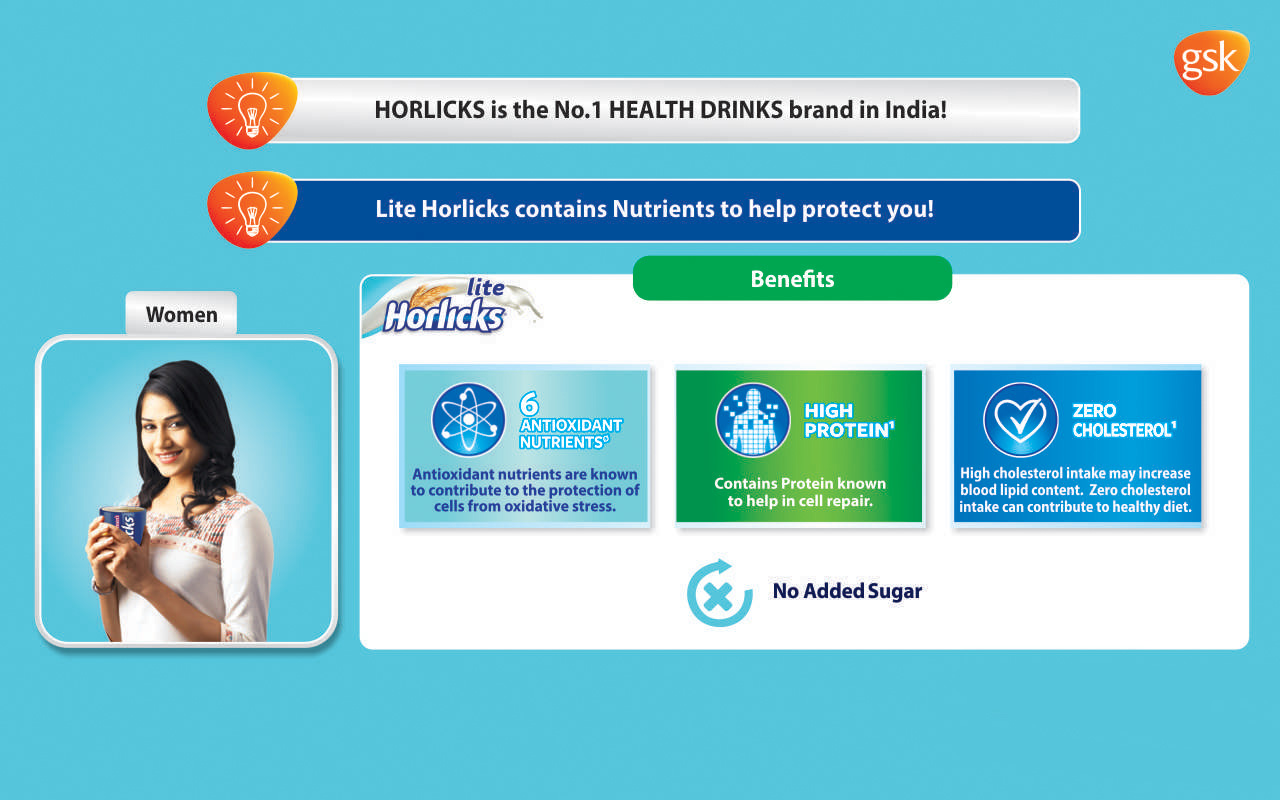 gsk
HORLICKS is the No.1 HEALTH DRINKS brand in India!
Lite Horlicks contains Nutrients to help protect you!
Women
Benefits
lite
Horlicks
6
ANTIOXIDANT
NUTRIENTS∅
Antioxidant nutrients are known
to contribute to the protection of
cells from oxidative stress.
HIGH
PROTEIN¹
Contains Protein known
to help in cell repair.
ZERO
CHOLESTEROL¹
High cholesterol intake may increase
blood lipid content. Zero cholesterol
intake can contribute to healthy diet.
No Added Sugar